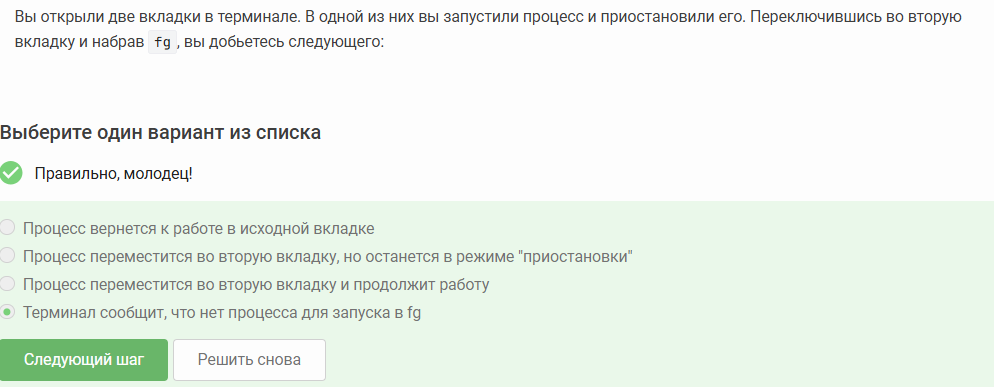 Вы открыли две вкладки в терминале. В одной из них вы запустили процесс и приостановили его. Переключившись во вторую
вкладку и набрав fg, вы добьетесь следующего:
Выберите один вариант из списка
Правильно, молодец!
Процесс вернется к работе в исходной вкладке
Процесс переместится во вторую вкладку, но останется в режиме "приостановки"
Процесс переместится во вторую вкладку и продолжит работу
Терминал сообщит, что нет процесса для запуска в fg
Следующий шаг
Решить снова